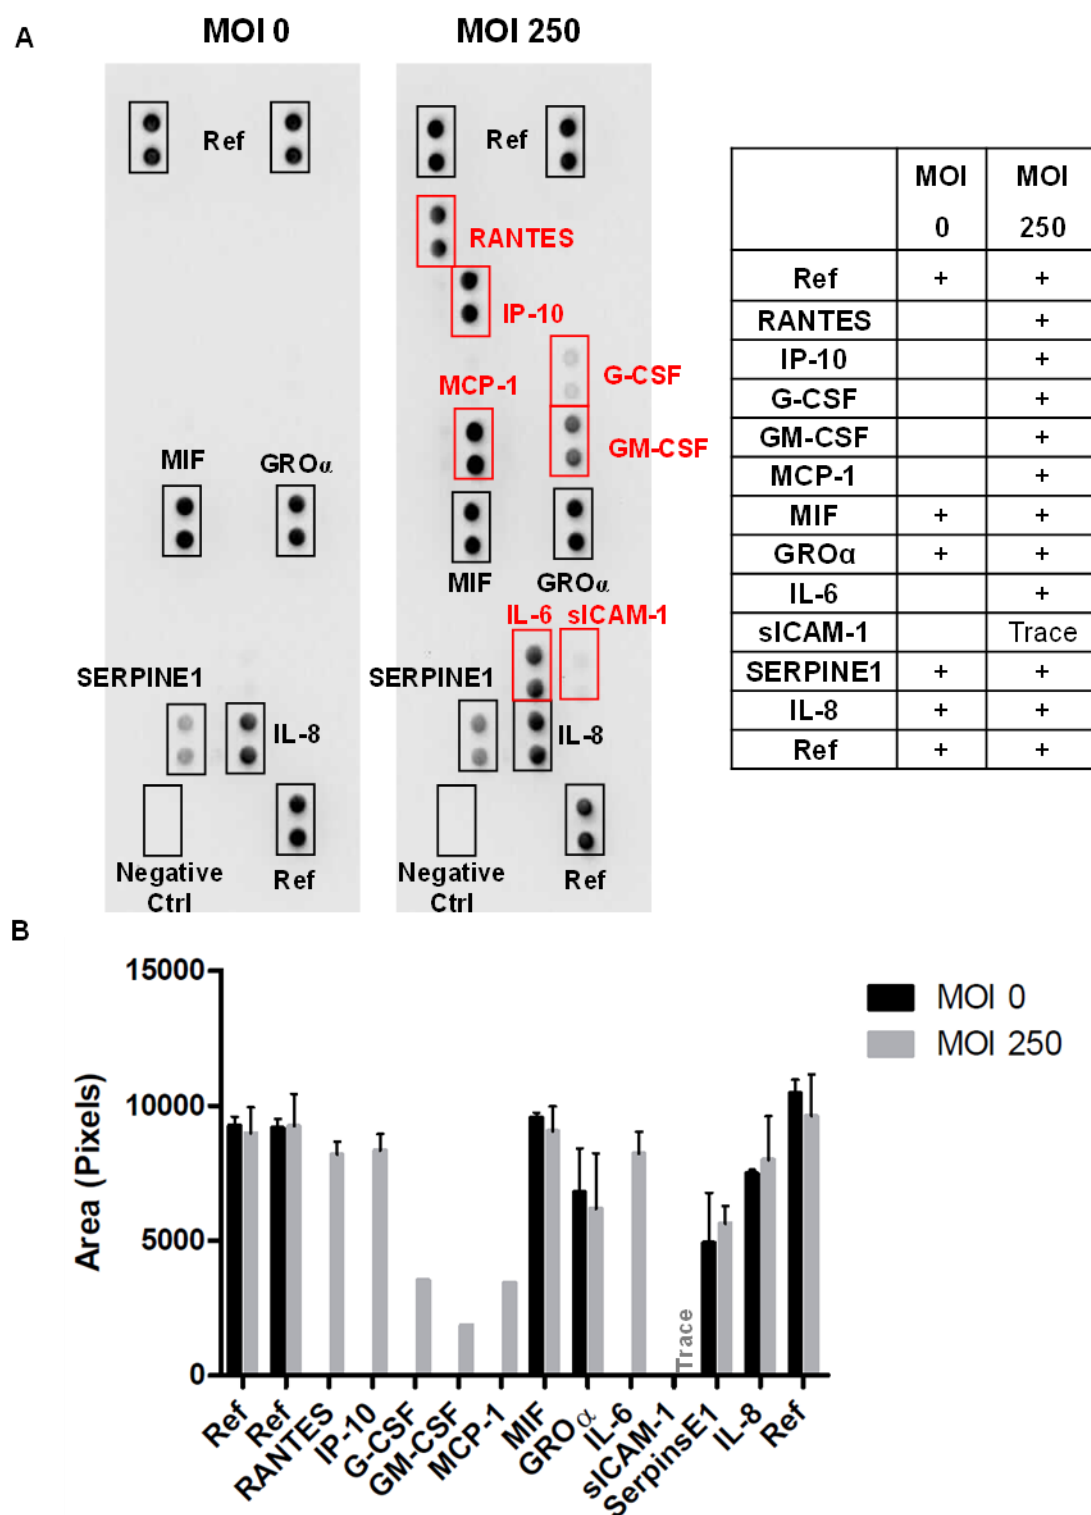 A
MOI 0
MOI 250
Ref
Ref
RANTES
IP-10
G-CSF
MCP-1
GM-CSF
MIF
GROα
MIF
GROα
IL-6
sICAM-1
SERPINE1
SERPINE1
IL-8
IL-8
Negative
Ctrl
Ref
Negative
Ctrl
Ref
MOI MOI
0 250
Ref + +
RANTES +
IP-10 +
G-CSF +
GM-CSF +
MCP-1 +
MIF + +
GROα + +
IL-6 +
sICAM-1 Trace
SERPINE1 + +
IL-8 + +
Ref + +
B
Area (Pixels)
15000
10000
5000
0
MOI 0
MOI 250
Trace
Ref
Ref
RANTES
IP-10
G-CSF
GM-CSF
MCP-1
MIF
GROα
IL-6
sICAM-1
SerpinsE1
IL-8
Ref